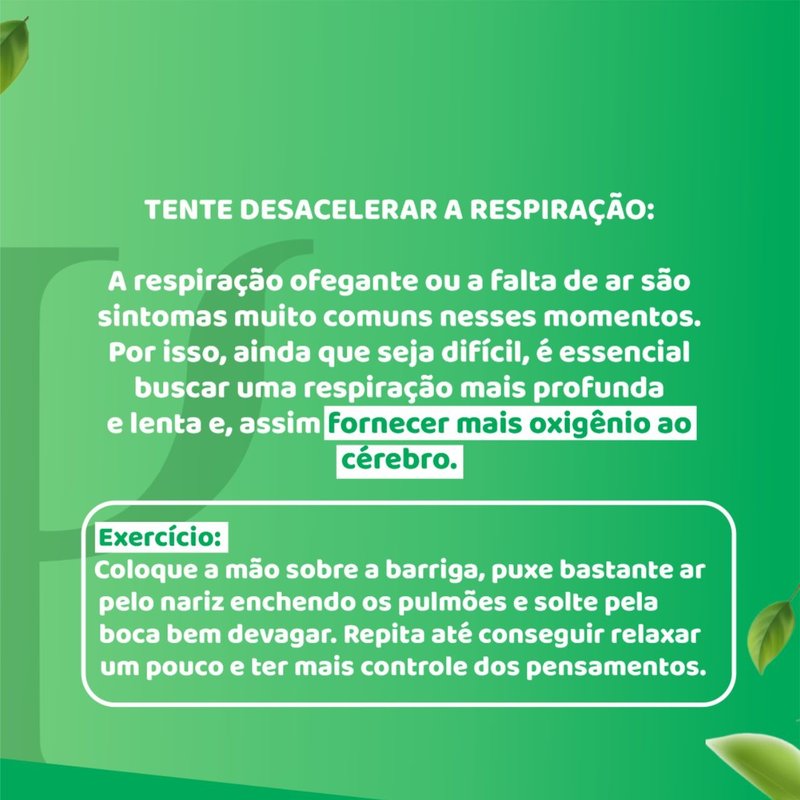 TENTE DESACELERAR A RESPIRAÇÃO:
A respiração ofegante ou a falta de ar são
sintomas muito comuns nesses momentos.
Por isso, ainda que seja difícil, é essencial
buscar uma respiração mais profunda
e lenta e, assim fornecer mais oxigênio ao
cérebro.
Exercício:
Coloque a mão sobre a barriga, puxe bastante ar
pelo nariz enchendo os pulmões e solte pela
boca bem devagar. Repita até conseguir relaxar
um pouco e ter mais controle dos pensamentos.